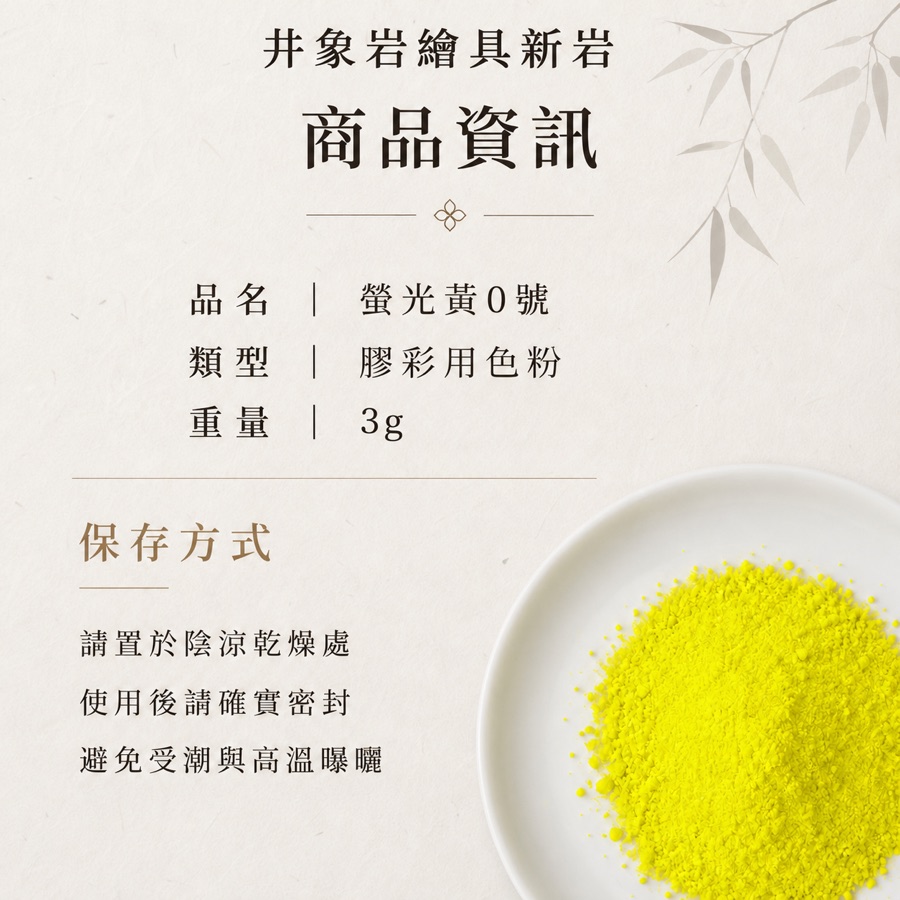 井象岩繪具新岩
商品資訊
品名｜螢光黃0號
類型｜膠彩用色粉
重量｜3g
保存方式
請置於陰涼乾燥處
使用後請確實密封
避免受潮與高溫曝曬